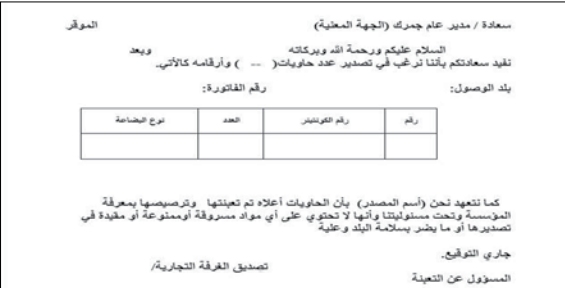 سعادة / مدير عام جمرك (الجهة المعنية) الموقر
السلام عليكم ورحمة الله وبركاته وبعد
نفيد سعادتكم بأننا نرغب في تصدير عدد حاويات( -- ) وأرقامه كالأتي.
بلد الوصول: رقم الفاتورة:
رقم رقم الكونتينر العدد نوع البضاعة
كما نتعهد نحن (أسم المصدر) بأن الحاويات أعلاه تم تعبئتها وترصيصها بمعرفة
المؤسسة وتحت مسئوليتنا وأنها لا تحتوي على أي مواد مسروقة أوممنوعة أو مقيدة في
تصديرها أو ما يضر بسلامة البلد وعلية
جاري التوقيع.
تصديق الغرفة التجارية/
المسؤول عن التعبئة